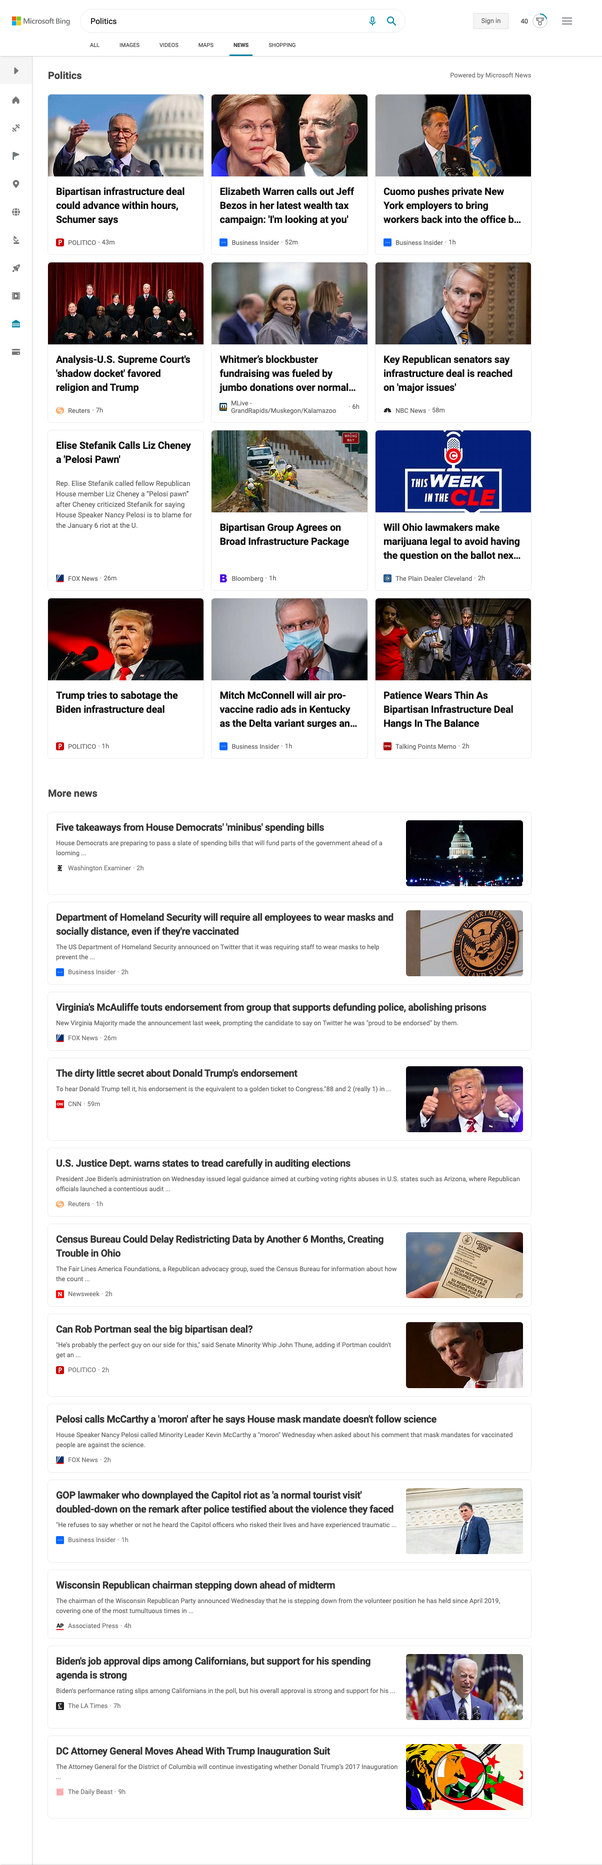 Microsoft Bing
Politics
Sign in
40
ALL
IMAGES
VIDEOS
MAPS
NEWS
SHOPPING
Politics
Powered by Microsoft News
Bipartisan infrastructure deal
could advance within hours,
Schumer says
POLITICO · 43m
Elizabeth Warren calls out Jeff
Bezos in her latest wealth tax
campaign: 'I'm looking at you'
Business Insider · 52m
Cuomo pushes private New
York employers to bring
workers back into the office b...
Business Insider · 1h
Analysis-U.S. Supreme Court's
'shadow docket' favored
religion and Trump
Reuters · 7h
Whitmer's blockbuster
fundraising was fueled by
jumbo donations over normal...
MLive -
GrandRapids/Muskegon/Kalamazoo
· 6h
Key Republican senators say
infrastructure deal is reached
on 'major issues'
NBC News · 58m
Elise Stefanik Calls Liz Cheney
a 'Pelosi Pawn'
Rep. Elise Stefanik called fellow Republican
House member Liz Cheney a "Pelosi pawn"
after Cheney criticized Stefanik for saying
House Speaker Nancy Pelosi is to blame for
the January 6 riot at the U.
FOX News · 26m
Bipartisan Group Agrees on
Broad Infrastructure Package
Bloomberg · 1h
THIS WEEK
IN THE CLE
Will Ohio lawmakers make
marijuana legal to avoid having
the question on the ballot nex...
The Plain Dealer Cleveland · 2h
Trump tries to sabotage the
Biden infrastructure deal
POLITICO · 1h
Mitch McConnell will air pro-
vaccine radio ads in Kentucky
as the Delta variant surges an...
Business Insider · 1h
Patience Wears Thin As
Bipartisan Infrastructure Deal
Hangs In The Balance
Talking Points Memo · 2h
More news
Five takeaways from House Democrats' 'minibus' spending bills
House Democrats are preparing to pass a slate of spending bills that will fund parts of the government ahead of a
looming ...
Washington Examiner · 2h
Department of Homeland Security will require all employees to wear masks and
socially distance, even if they're vaccinated
The US Department of Homeland Security announced on Twitter that it was requiring staff to wear masks to help
prevent the ...
Business Insider · 2h
Virginia's McAuliffe touts endorsement from group that supports defunding police, abolishing prisons
New Virginia Majority made the announcement last week, prompting the candidate to say on Twitter he was "proud to be endorsed" by them.
FOX News · 26m
The dirty little secret about Donald Trump's endorsement
To hear Donald Trump tell it, his endorsement is the equivalent to a golden ticket to Congress."88 and 2 (really 1) in ...
CNN · 59m
U.S. Justice Dept. warns states to tread carefully in auditing elections
President Joe Biden's administration on Wednesday issued legal guidance aimed at curbing voting rights abuses in U.S. states such as Arizona, where Republican
officials launched a contentious audit ...
Reuters · 1h
Census Bureau Could Delay Redistricting Data by Another 6 Months, Creating
Trouble in Ohio
The Fair Lines America Foundations, a Republican advocacy group, sued the Census Bureau for information about how
the count ...
Newsweek · 2h
Can Rob Portman seal the big bipartisan deal?
"He's probably the perfect guy on our side for this," said Senate Minority Whip John Thune, adding if Portman couldn't
get an ...
POLITICO · 2h
Pelosi calls McCarthy a 'moron' after he says House mask mandate doesn't follow science
House Speaker Nancy Pelosi called Minority Leader Kevin McCarthy a "moron" Wednesday when asked about his comment that mask mandates for vaccinated
people are against the science.
FOX News · 2h
GOP lawmaker who downplayed the Capitol riot as 'a normal tourist visit'
doubled-down on the remark after police testified about the violence they faced
"He refuses to say whether or not he heard the Capitol officers who risked their lives and have experienced traumatic ...
Business Insider · 1h
Wisconsin Republican chairman stepping down ahead of midterm
The chairman of the Wisconsin Republican Party announced Wednesday that he is stepping down from the volunteer position he has held since April 2019,
covering one of the most tumultuous times in ...
Associated Press · 4h
Biden's job approval dips among Californians, but support for his spending
agenda is strong
Biden's performance rating slips among Californians in the poll, but his overall approval is strong and support for his ...
The LA Times · 7h
DC Attorney General Moves Ahead With Trump Inauguration Suit
The Attorney General for the District of Columbia will continue investigating whether Donald Trump's 2017 Inauguration
...
The Daily Beast · 9h